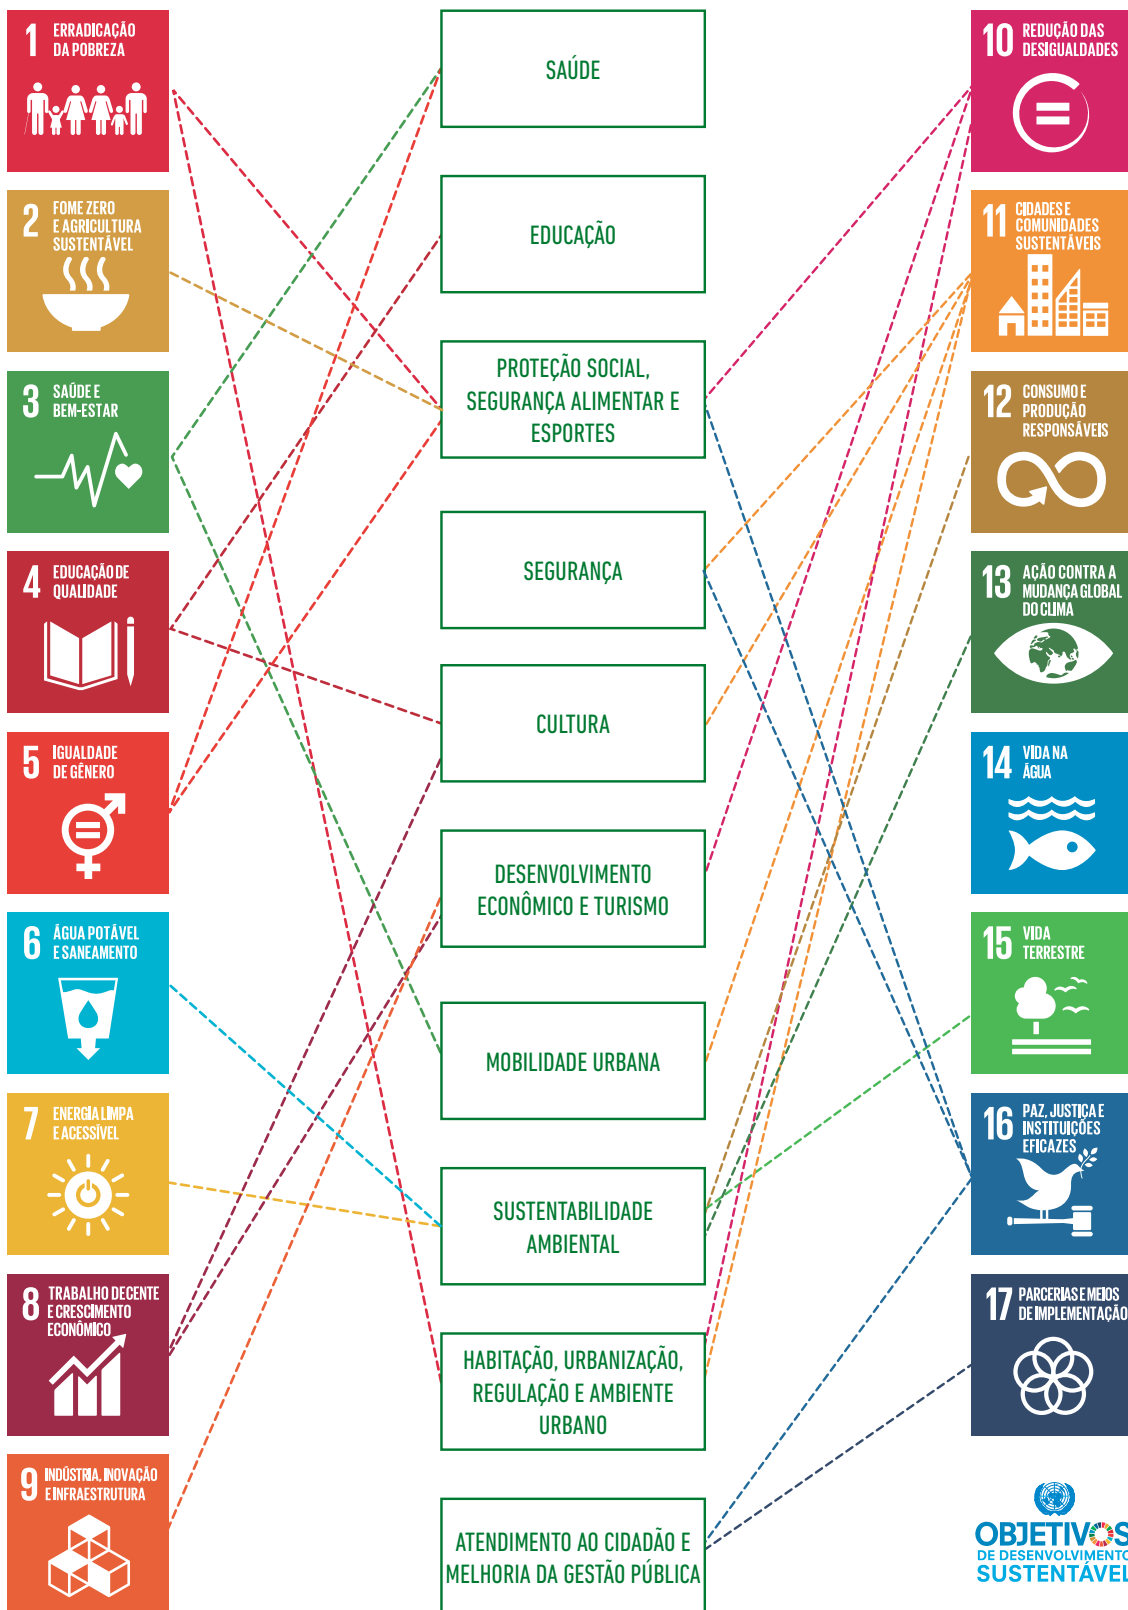 1 ERRADICAÇÃO
DA POBREZA
2 FOME ZERO
E AGRICULTURA
SUSTENTÁVEL
3 SAÚDE E
BEM-ESTAR
4 EDUCAÇÃO DE
QUALIDADE
5 IGUALDADE
DE GÊNERO
6 ÁGUA POTÁVEL
E SANEAMENTO
7 ENERGIA LIMPA
E ACESSÍVEL
8 TRABALHO DECENTE
E CRESCIMENTO
ECONÔMICO
9 INDÚSTRIA, INOVAÇÃO
E INFRAESTRUTURA
SAÚDE
EDUCAÇÃO
PROTEÇÃO SOCIAL,
SEGURANÇA ALIMENTAR E
ESPORTES
SEGURANÇA
CULTURA
DESENVOLVIMENTO
ECONÔMICO E TURISMO
MOBILIDADE URBANA
SUSTENTABILIDADE
AMBIENTAL
HABITAÇÃO, URBANIZAÇÃO,
REGULAÇÃO E AMBIENTE
URBANO
ATENDIMENTO AO CIDADÃO E
MELHORIA DA GESTÃO PÚBLICA
10 REDUÇÃO DAS
DESIGUALDADES
11 CIDADES E
COMUNIDADES
SUSTENTÁVEIS
12 CONSUMO E
PRODUÇÃO
RESPONSÁVEIS
13 AÇÃO CONTRA A
MUDANÇA GLOBAL
DO CLIMA
14 VIDA NA
ÁGUA
15 VIDA
TERRESTRE
16 PAZ, JUSTIÇA E
INSTITUIÇÕES
EFICAZES
17 PARCERIAS E MEIOS
DE IMPLEMENTAÇÃO
OBJETIVOS
DE DESENVOLVIMENTO
SUSTENTÁVEL